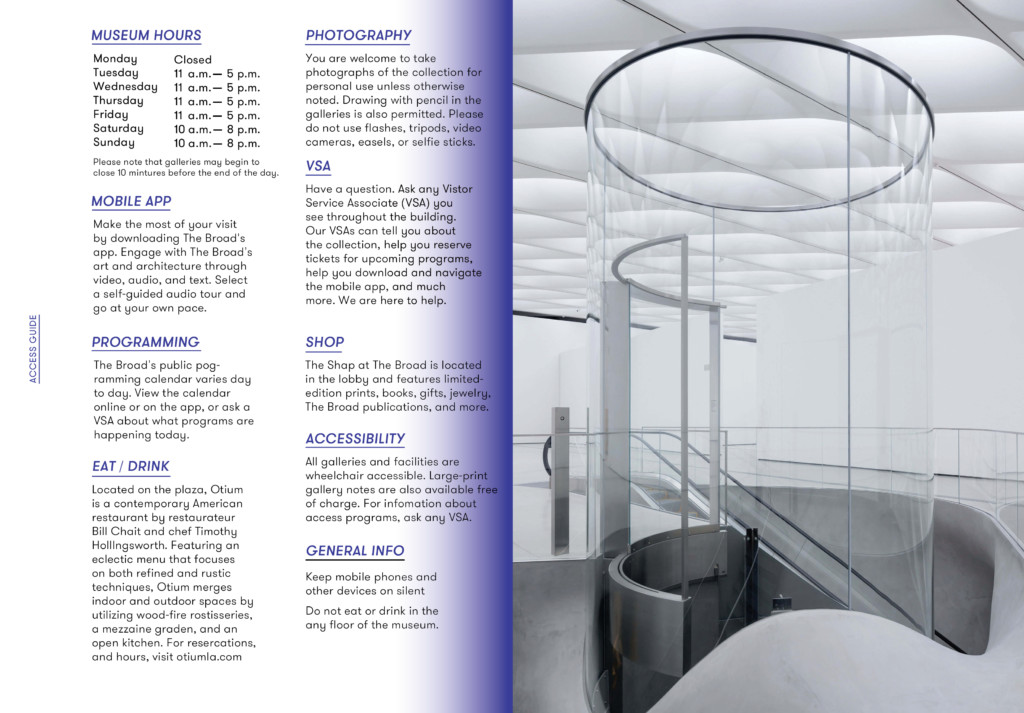 ACCESS GUIDE
MUSEUM HOURS
Monday Closed
Tuesday 11 a.m.— 5 p.m.
Wednesday 11 a.m.— 5 p.m.
Thursday 11 a.m.— 5 p.m.
Friday 11 a.m.— 5 p.m.
Saturday 10 a.m.— 8 p.m.
Sunday 10 a.m.— 8 p.m.
Please note that galleries may begin to
close 10 mintures before the end of the day.
MOBILE APP
Make the most of your visit
by downloading The Broad's
app. Engage with The Broad's
art and architecture through
video, audio, and text. Select
a self-guided audio tour and
go at your own pace.
PROGRAMMING
The Broad's public pog-
ramming calendar varies day
to day. View the calendar
online or on the app, or ask a
VSA about what programs are
happening today.
EAT / DRINK
Located on the plaza, Otium
is a contemporary American
restaurant by restaurateur
Bill Chait and chef Timothy
HollIngsworth. Featuring an
eclectic menu that focuses
on both refined and rustic
techniques, Otium merges
indoor and outdoor spaces by
utilizing wood-fire rostisseries,
a mezzaine graden, and an
open kitchen. For resercations,
and hours, visit otiumla.com
PHOTOGRAPHY
You are welcome to take
photographs of the collection for
personal use unless otherwise
noted. Drawing with pencil in the
galleries is also permitted. Please
do not use flashes, tripods, video
cameras, easels, or selfie sticks.
VSA
Have a question. Ask any Vistor
Service Associate (VSA) you
see throughout the building.
Our VSAs can tell you about
the collection, help you reserve
tickets for upcoming programs,
help you download and navigate
the mobile app, and much
more. We are here to help.
SHOP
The Shap at The Broad is located
in the lobby and features limited-
edition prints, books, gifts, jewelry,
The Broad publications, and more.
ACCESSIBILITY
All galleries and facilities are
wheelchair accessible. Large-print
gallery notes are also available free
of charge. For infomation about
access programs, ask any VSA.
GENERAL INFO
Keep mobile phones and
other devices on silent
Do not eat or drink in the
any floor of the museum.